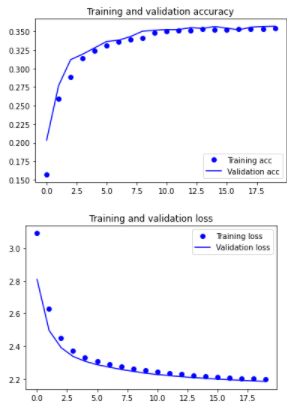 Training and validation accuracy
0.350
0.325
0.300
0.275
0.250
0.225
0.200
0.175
0.150
Training acc
Validation acc
0.0 2.5 5.0 7.5 10.0 12.5 15.0 17.5
Training and validation loss
Training loss
Validation loss
3.0
2.8
2.6
2.4
2.2
0.0 2.5 5.0 7.5 10.0 12.5 15.0 17.5